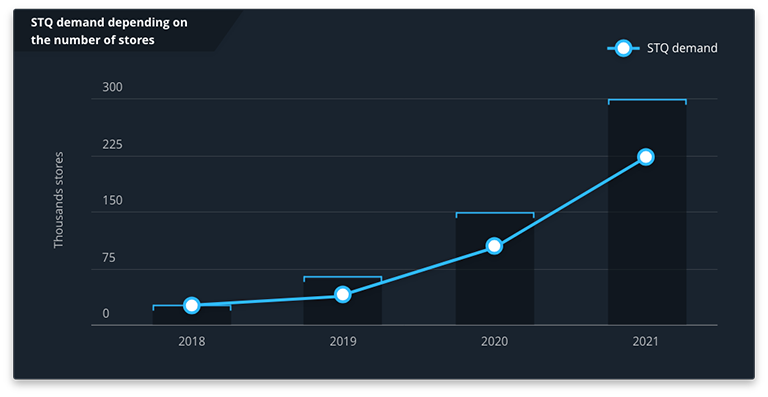 STQ demand depending on
the number of stores
STQ demand
300
225
150
75
0
Thousands stores
2018
2019
2020
2021